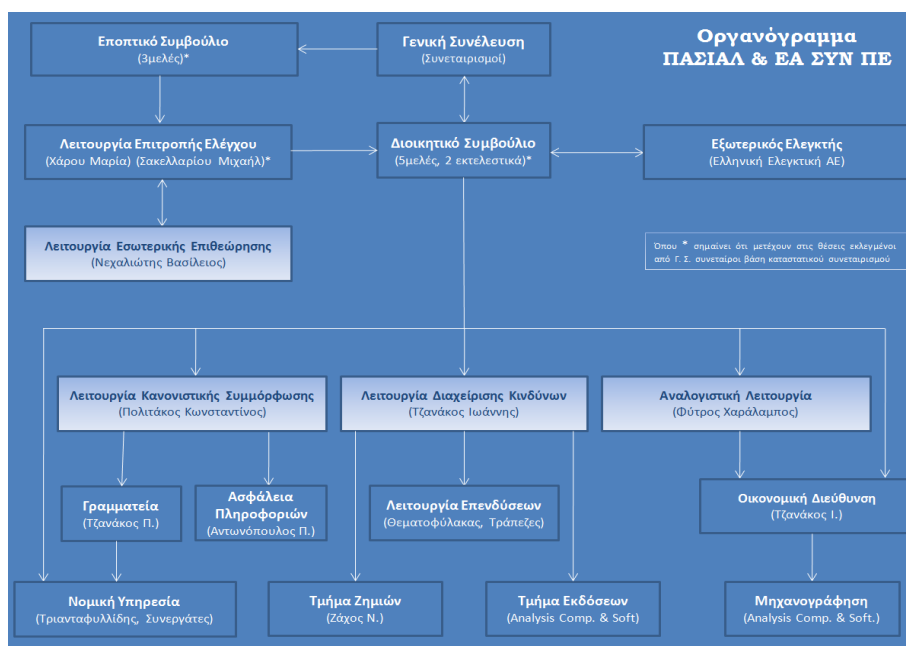 Οργανόγραμμα
ΠΑΣΙΑΛ & ΕΑ ΣΥΝ ΠΕ
Εποπτικό Συμβούλιο
(3μελές)*
Γενική Συνέλευση
(Συνεταιρισμοί)
Λειτουργία Επιτροπής Ελέγχου
(Χάρου Μαρία) (Σακελλαρίου Μιχαήλ)*
Διοικητικό Συμβούλιο
(5μελές, 2 εκτελεστικά)*
Εξωτερικός Ελεγκτής
(Ελληνική Ελεγκτική ΑΕ)
Λειτουργία Εσωτερικής Επιθεώρησης
(Νεχαλιώτης Βασίλειος)
Όπου * σημαίνει ότι μετέχουν στις θέσεις εκλεγμένοι
από Γ. Σ. συνεταίροι βάση καταστατικού συνεταιρισμού
Λειτουργία Κανονιστικής Συμμόρφωσης
(Πολιτάκος Κωνσταντίνος)
Λειτουργία Διαχείρισης Κινδύνων
(Τζανάκος Ιωάννης)
Αναλογιστική Λειτουργία
(Φύτρος Χαράλαμπος)
Γραμματεία
(Τζανάκος Π.)
Ασφάλεια
Πληροφοριών
(Αντωνόπουλος Π.)
Λειτουργία Επενδύσεων
(Θεματοφύλακας, Τράπεζες)
Οικονομική Διεύθυνση
(Τζανάκος Ι.)
Νομική Υπηρεσία
(Τριανταφυλλίδης, Συνεργάτες)
Τμήμα Ζημιών
(Ζάχος Ν.)
Τμήμα Εκδόσεων
(Analysis Comp. & Soft)
Μηχανογράφηση
(Analysis Comp. & Soft.)